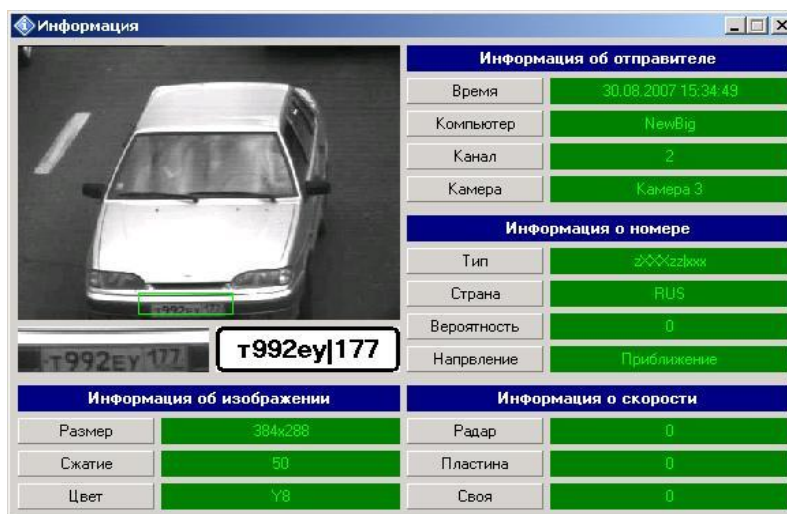 Информация
т992еу 177
т992еу 177
т992еу|177
Информация об отправителе
Время 30.08.2007 15:34:49
Компьютер NewBig
Канал 2
Камера Камера 3
Информация о номере
Тип zXXXzz|xxx
Страна RUS
Вероятность 0
Напрвление Приближение
Информация об изображении
Размер 384x288
Сжатие 50
Цвет Y8
Информация о скорости
Радар 0
Пластина 0
Своя 0